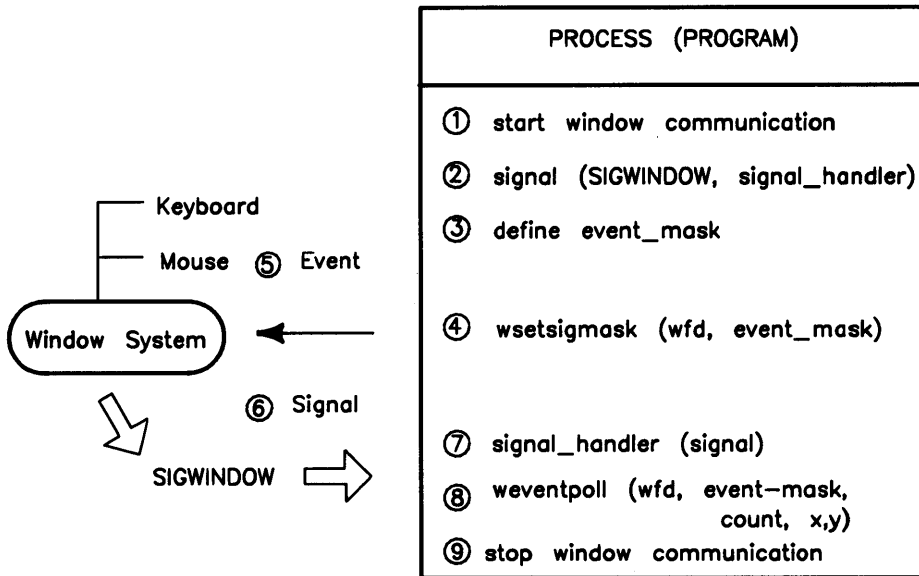 PROCESS (PROGRAM)
① start window communication
② signal (SIGWINDOW, signal_handler)
③ define event_mask
Keyboard
Mouse ⑤ Event
Window System
④ wsetsigmask (wfd, event_mask)
⑥ Signal
SIGWINDOW
⑦ signal_handler (signal)
⑧ weventpoll (wfd, event-mask,
count, x,y)
⑨ stop window communication